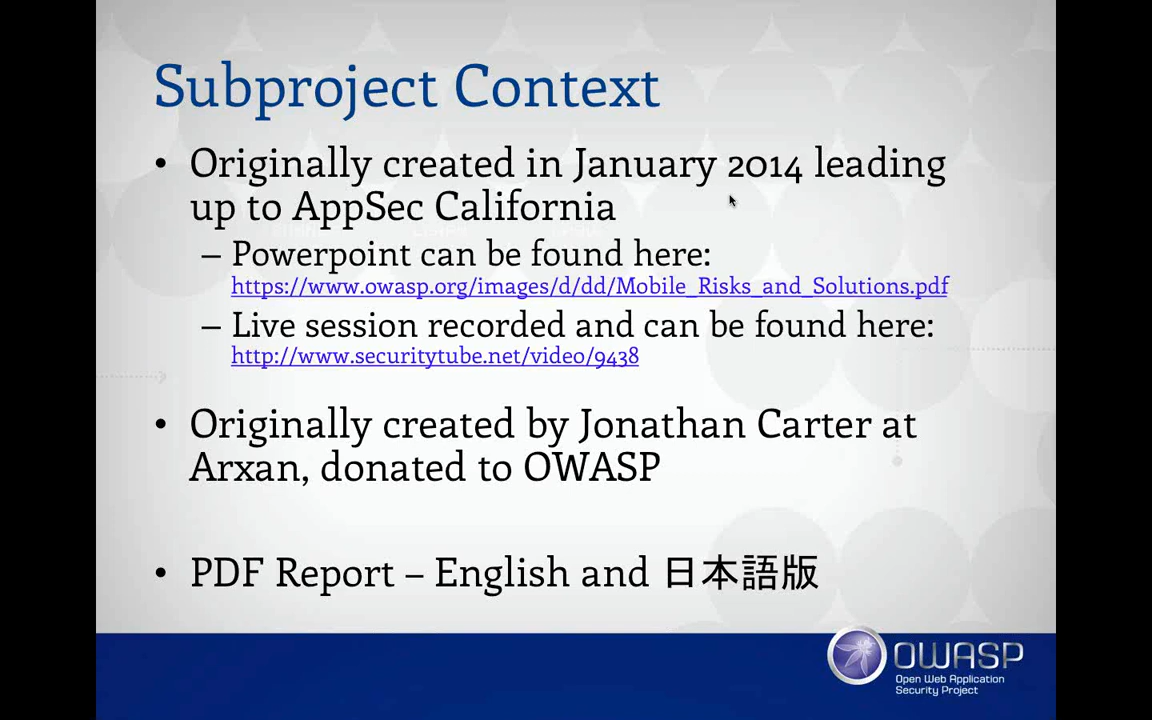 Subproject Context
• Originally created in January 2014 leading
up to AppSec California
– Powerpoint can be found here:
https://www.owasp.org/images/d/dd/Mobile_Risks_and_Solutions.pdf
– Live session recorded and can be found here:
http://www.securitytube.net/video/9438
• Originally created by Jonathan Carter at
Arxan, donated to OWASP
• PDF Report – English and 日本語版
OWASP
Open Web Application
Security Project